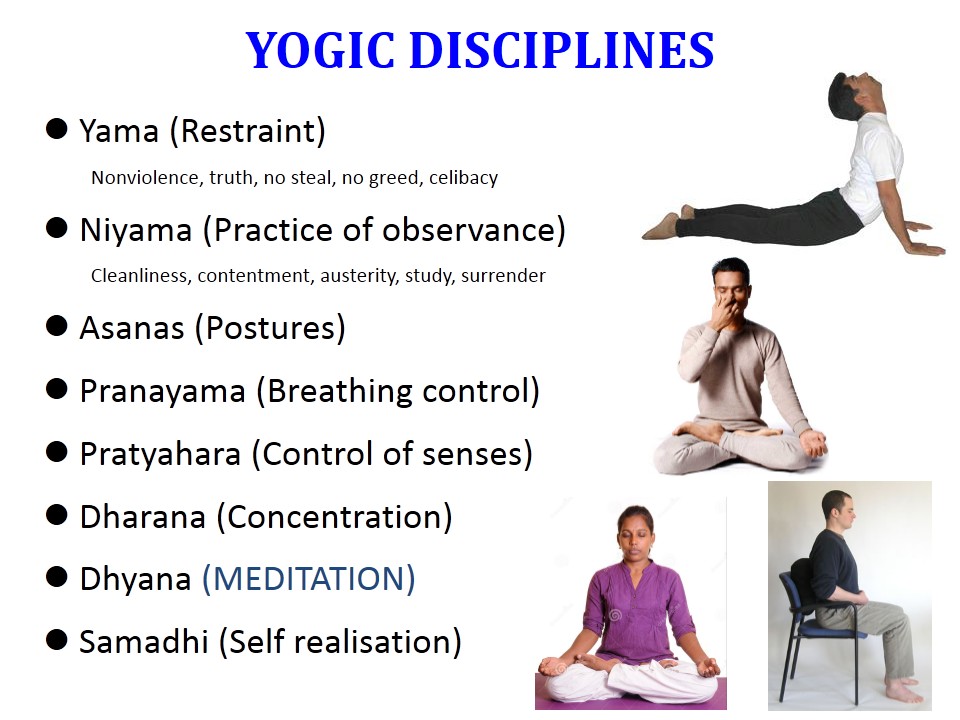 YOGIC DISCIPLINES
● Yama (Restraint)
Nonviolence, truth, no steal, no greed, celibacy
● Niyama (Practice of observance)
Cleanliness, contentment, austerity, study, surrender
● Asanas (Postures)
● Pranayama (Breathing control)
● Pratyahara (Control of senses)
● Dharana (Concentration)
● Dhyana (MEDITATION)
● Samadhi (Self realisation)